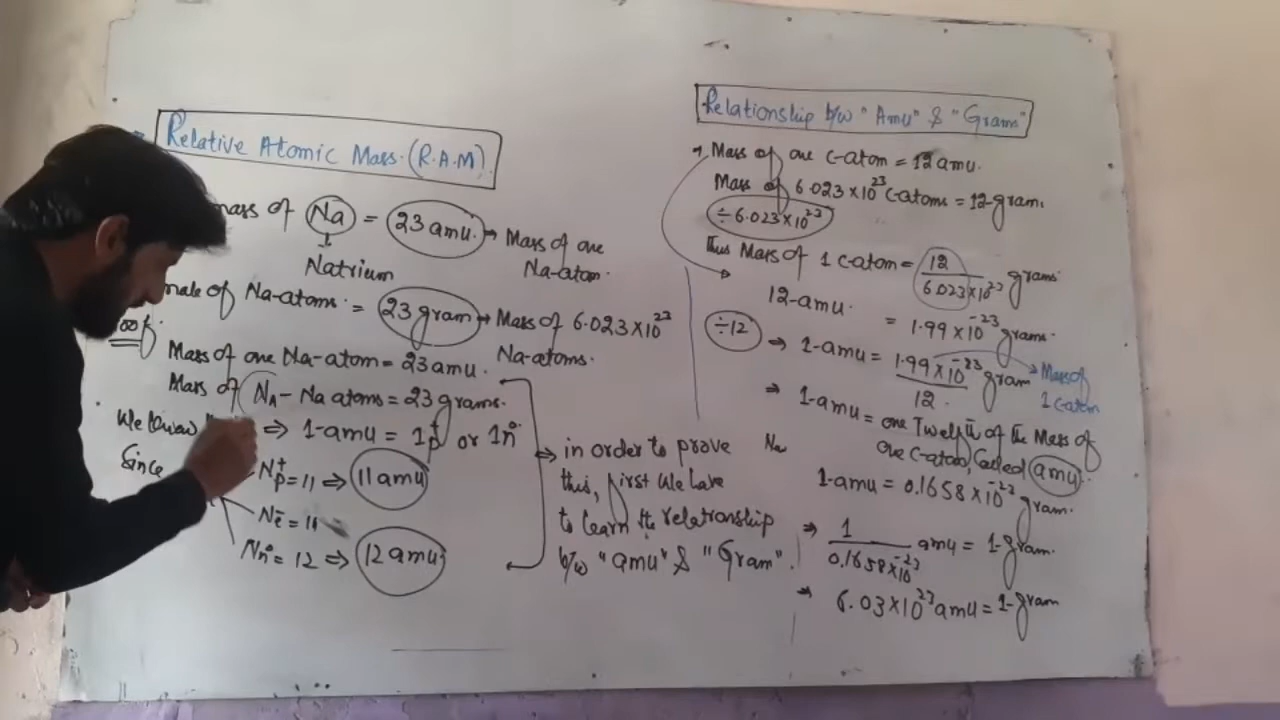 Relative Atomic Mass. (R.A.M)
mass of Na = 23 amu. → Mass of one
Na-atom.
↓
Natrium
mole of Na-atoms = 23 gram → Mass of 6.023×10²³
Na-atoms.
Mass of one Na-atom = 23 amu.
Mass of N_A - Na atoms = 23 grams.
We know
⇒ 1-amu = 1p⁺ or 1n°
Since
Np⁺ = 11 ⇒ 11 amu
Ne⁻ = 11
Nn° = 12 ⇒ 12 amu
⇒ in order to prove
this, first we have
to learn the relationship
b/w "amu" & "Gram".
Relationship b/w "Amu" & "Grams"
→ Mass of one C-atom = 12 amu.
Mass of 6.023×10²³ C atoms = 12-gram.
÷ 6.023×10²³
Thus Mass of 1 C-atom = 12 / 6.023×10²³ grams
12-amu.
= 1.99×10⁻²³ grams.
÷12 ⇒ 1-amu = 1.99×10⁻²³ / 12 gram → Mass of
1 C-atom
⇒ 1-amu = one Twelfth of the Mass of
one C-atom, called amu
Na
1-amu = 0.1658×10⁻²³ gram.
⇒ 1 / 0.1658×10⁻²³ amu = 1-gram.
⇒ 6.03×10²³ amu = 1-gram